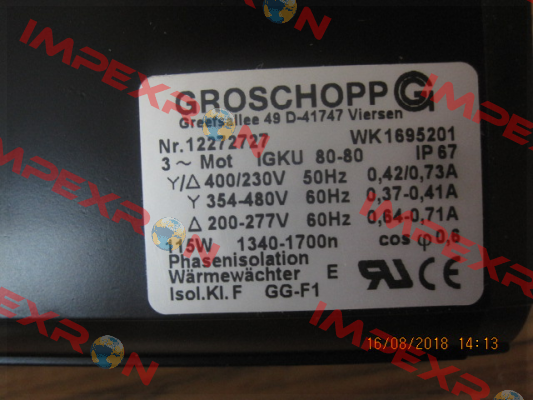 GROSCHOPP
Greefsallee 49 D-41747 Viersen
Nr.12272727 WK1695201
3 ~ Mot IGKU 80-80 IP 67
Y/Δ 400/230V 50Hz 0,42/0,73A
Y 354-480V 60Hz 0,37-0,41A
Δ 200-277V 60Hz 0,64-0,71A
115W 1340-1700n cos φ 0,6
Phasenisolation
Wärmewächter E
Isol.Kl.F GG-F1
16/08/2018 14:13
IMPEXRON
IMPEXRON
IMPEXRON
IMPEXRON